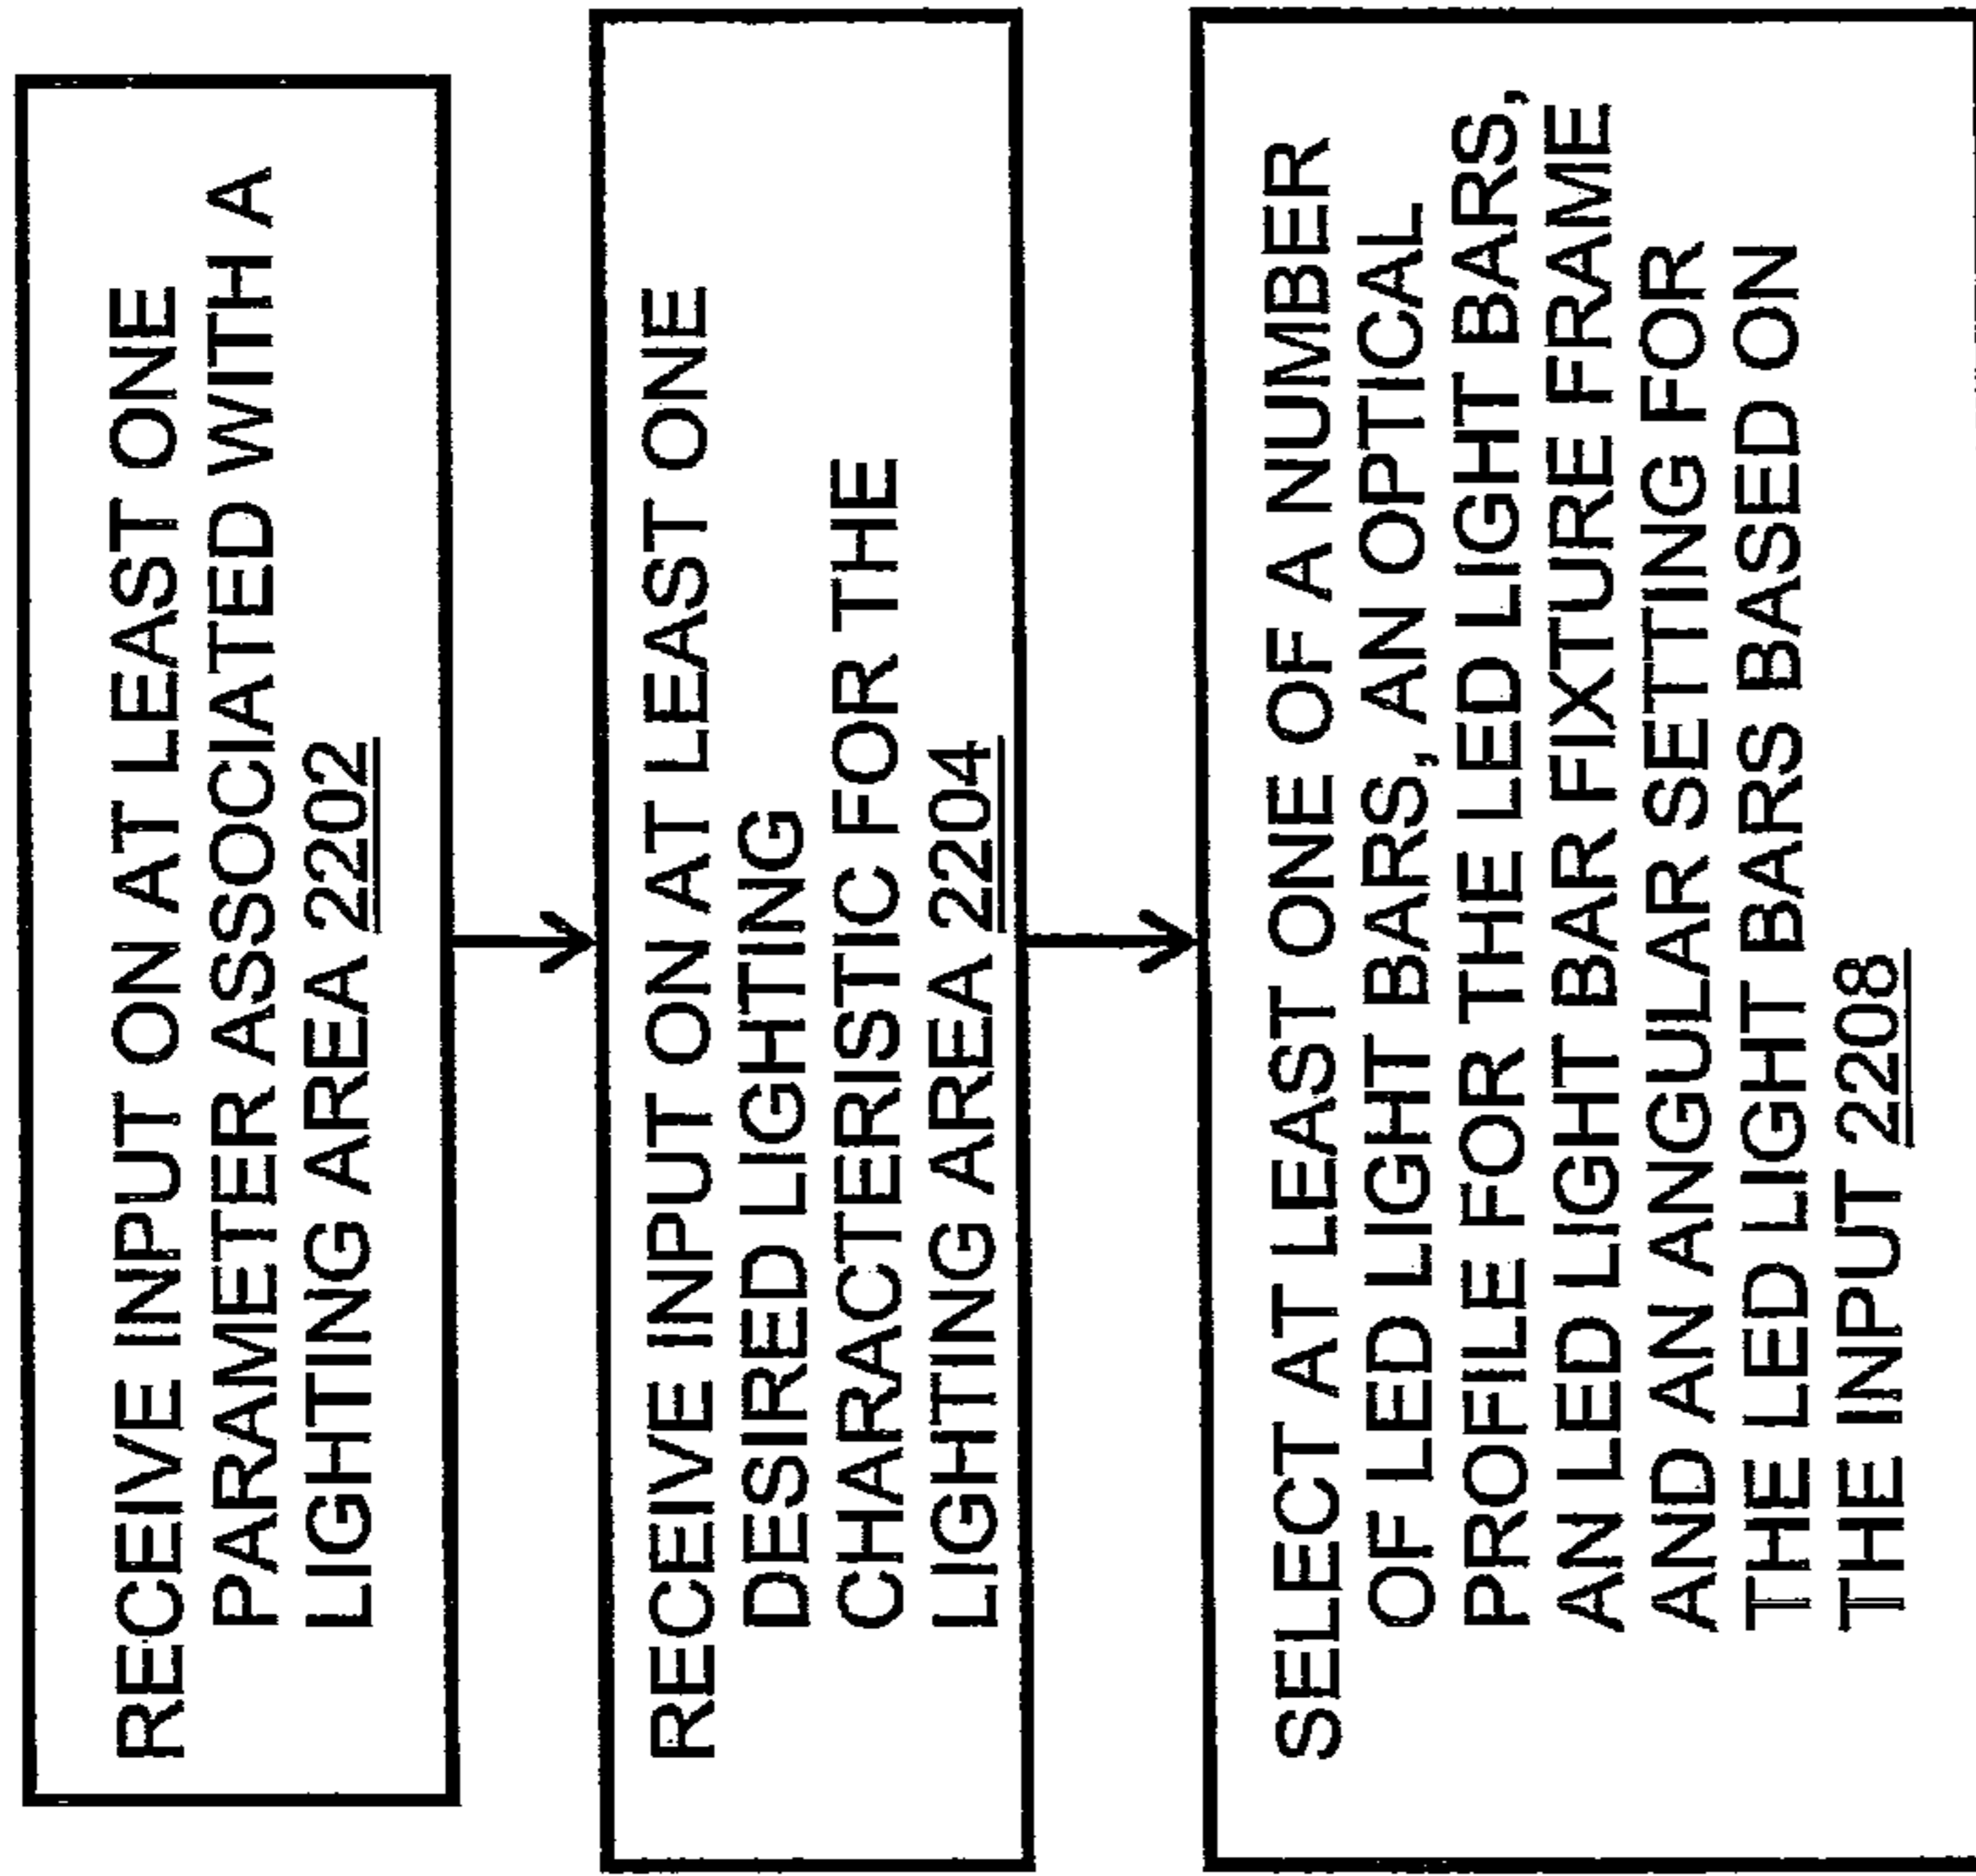 RECEIVE INPUT ON AT LEAST ONE
PARAMETER ASSOCIATED WITH A
LIGHTING AREA 2202
RECEIVE INPUT ON AT LEAST ONE
DESIRED LIGHTING
CHARACTERISTIC FOR THE
LIGHTING AREA 2204
SELECT AT LEAST ONE OF A NUMBER
OF LED LIGHT BARS, AN OPTICAL
PROFILE FOR THE LED LIGHT BARS,
AN LED LIGHT BAR FIXTURE FRAME
AND AN ANGULAR SETTING FOR
THE LED LIGHT BARS BASED ON
THE INPUT 2208